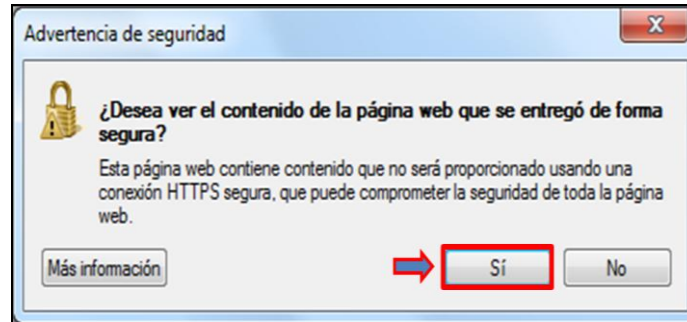 Advertencia de seguridad
¿Desea ver el contenido de la página web que se entregó de forma
segura?
Esta página web contiene contenido que no será proporcionado usando una
conexión HTTPS segura, que puede comprometer la seguridad de toda la página
web.
Más información
Sí
No